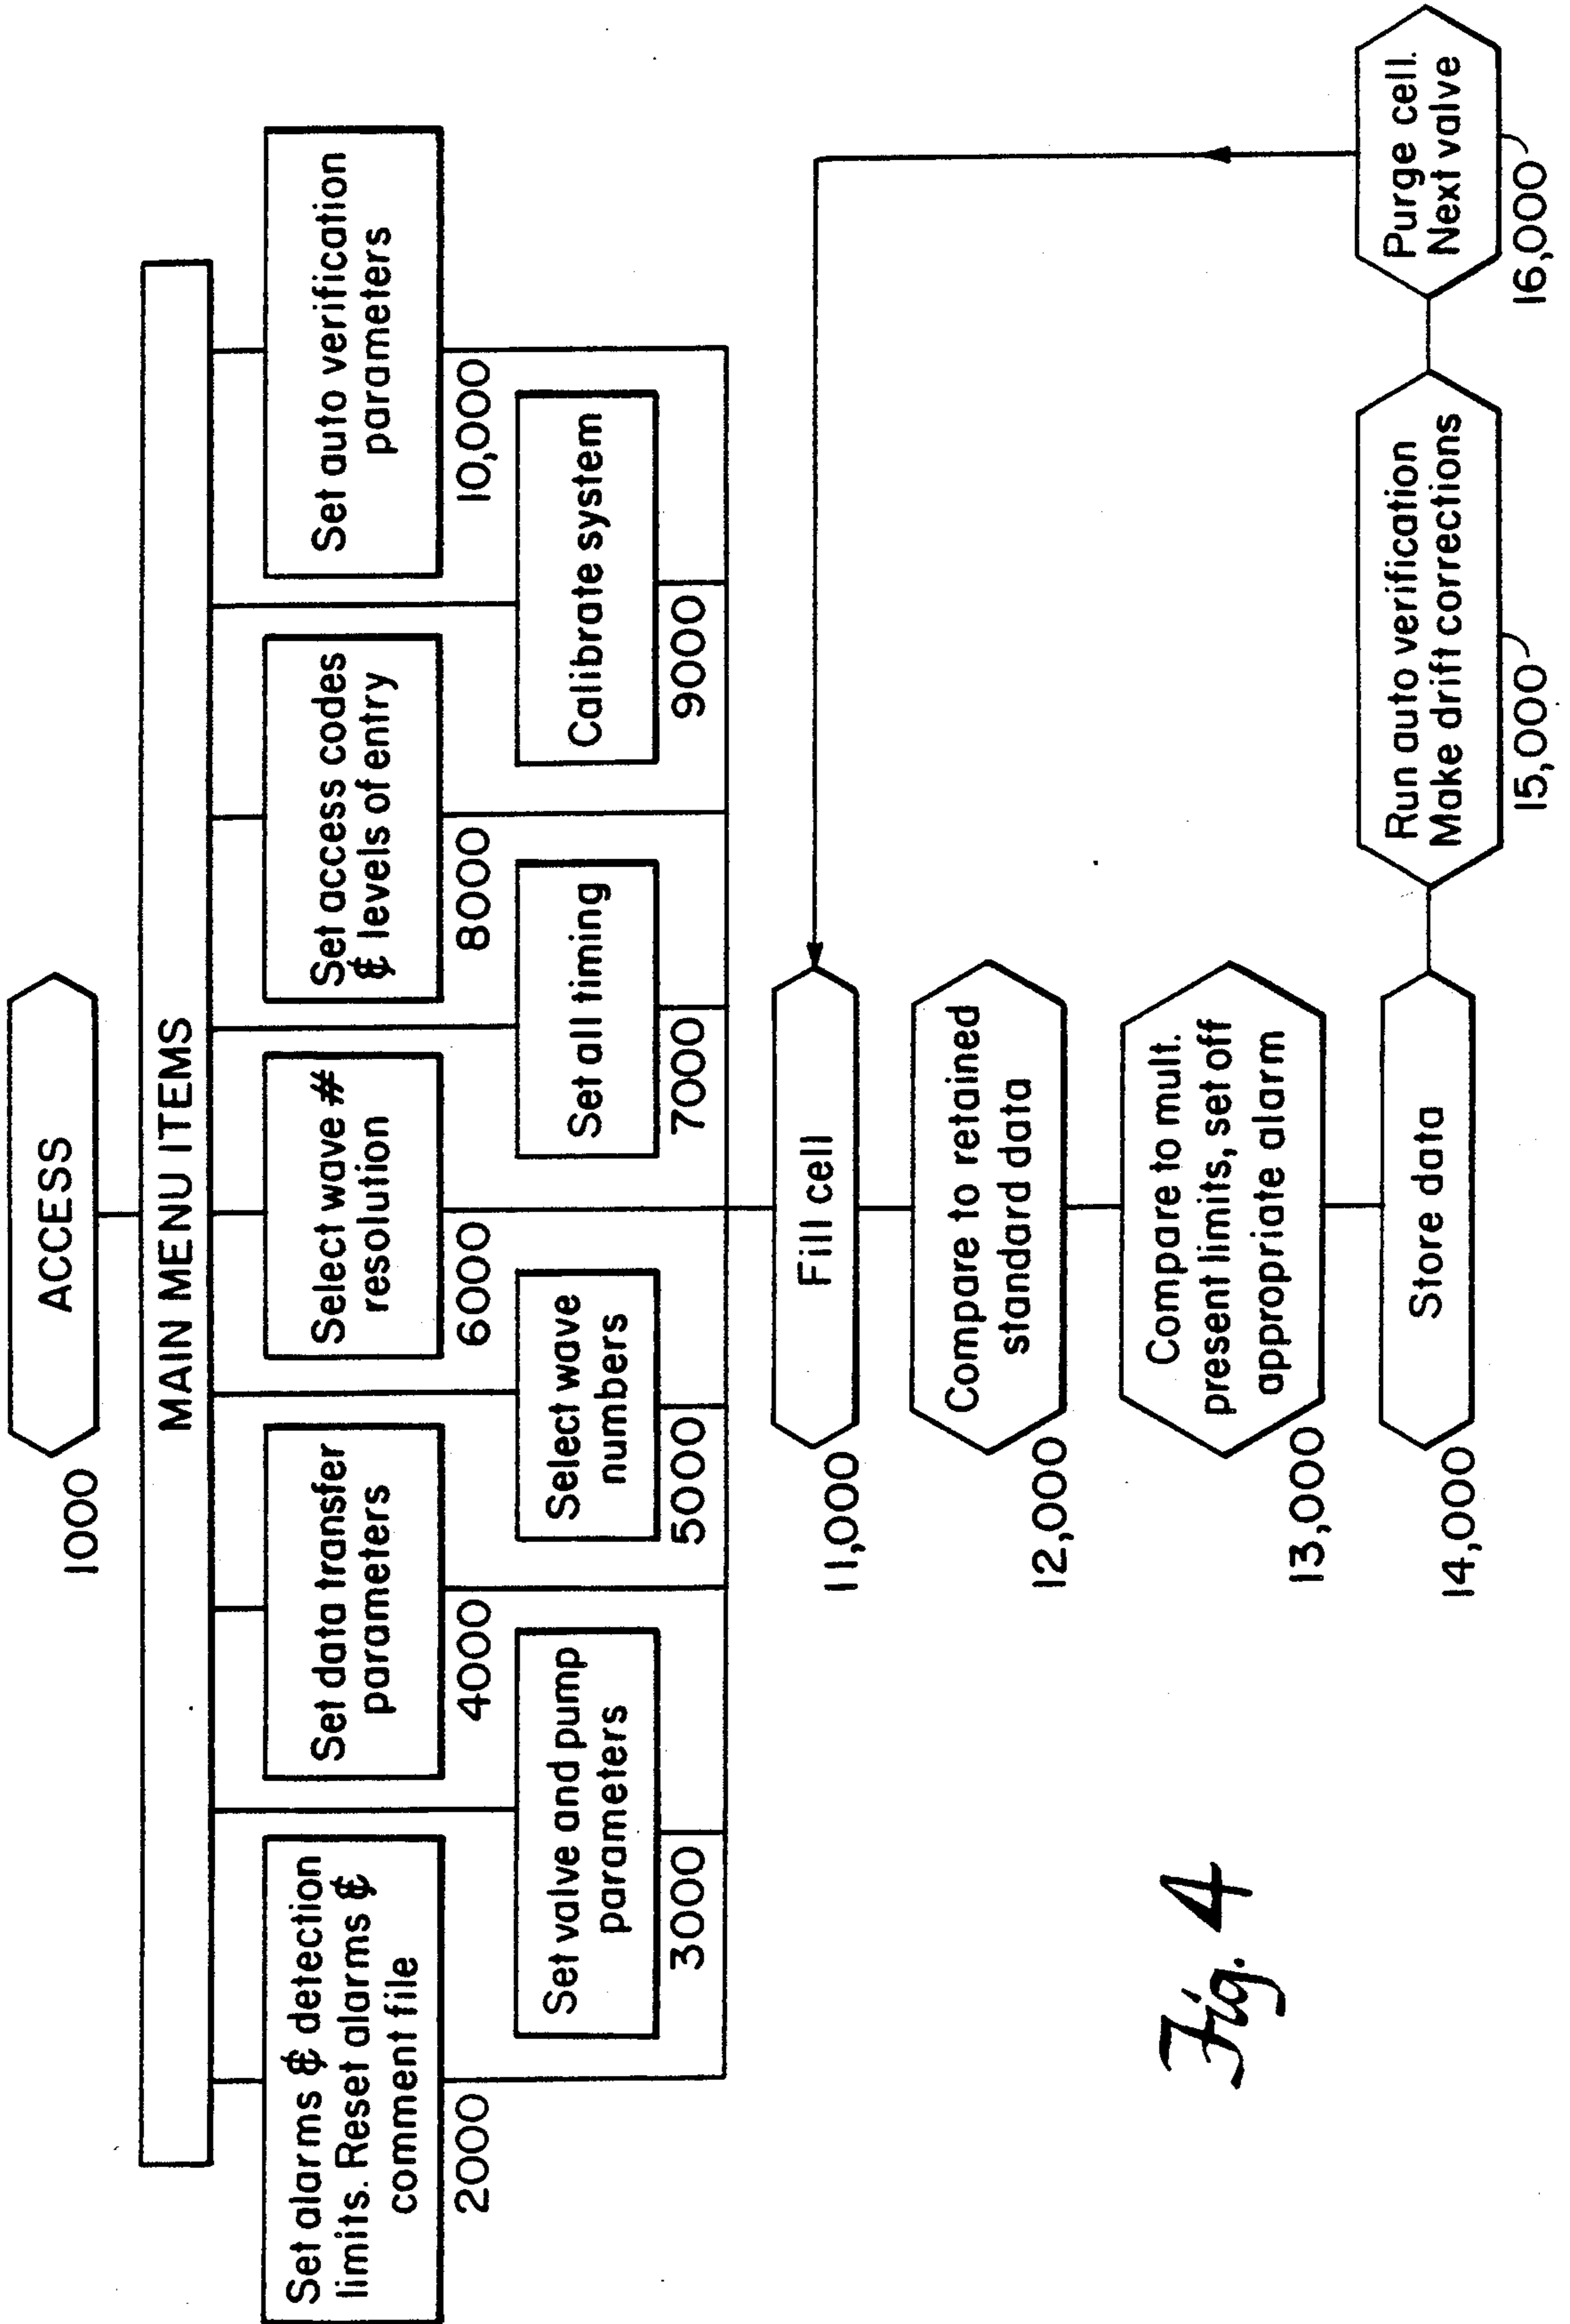 ACCESS
1000
MAIN MENU ITEMS
Set alarms & detection
limits. Reset alarms &
comment file
2000
Set valve and pump
parameters
3000
Set data transfer
parameters
4000
Select wave
numbers
5000
Select wave #
resolution
6000
Set all timing
7000
Set access codes
& levels of entry
8000
Calibrate system
9000
Set auto verification
parameters
10,000
Fill cell
11,000
Compare to retained
standard data
12,000
Compare to mult.
present limits, set off
appropriate alarm
13,000
Store data
14,000
Run auto verification
Make drift corrections
15,000
Purge cell.
Next valve
16,000
Fig. 4